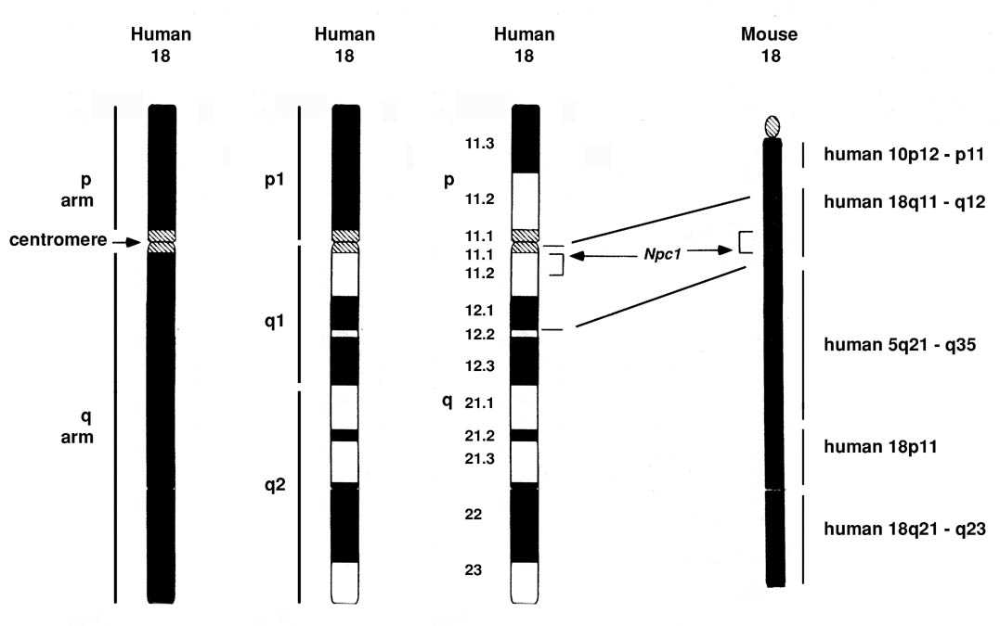 Human
18
Human
18
Human
18
Mouse
18
p
arm
centromere
q
arm
p1
q1
q2
p
11.3
11.2
11.1
11.1
11.2
12.1
12.2
12.3
q
21.1
21.2
21.3
22
23
Npc1
human 10p12 - p11
human 18q11 - q12
human 5q21 - q35
human 18p11
human 18q21 - q23